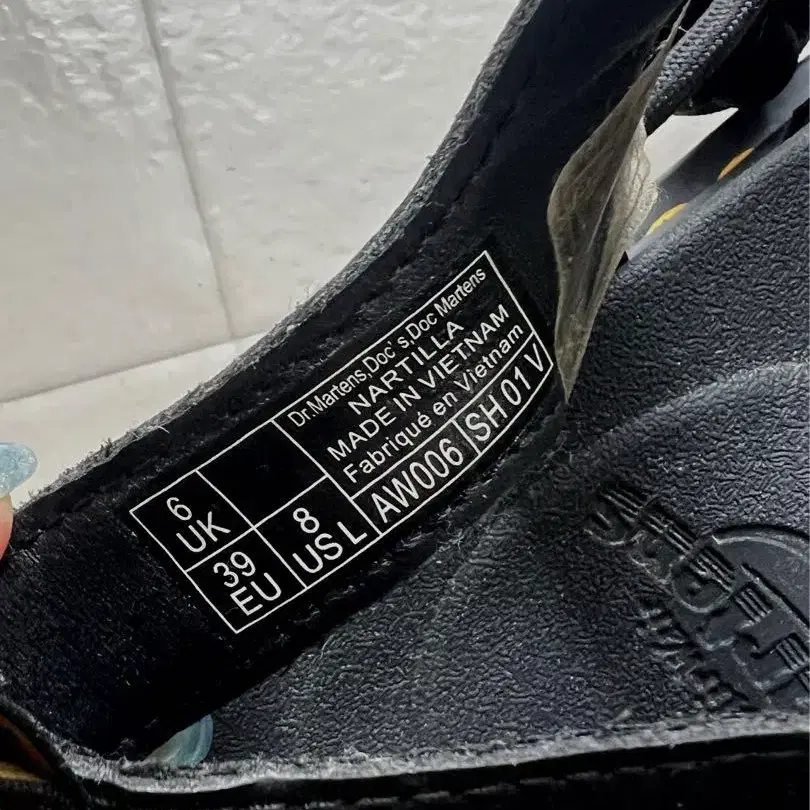 Dr.Martens,Doc's,Doc Martens
NARTILLA
MADE IN VIETNAM
Fabriqué en Vietnam
6
UK
39
EU
8
US L
AW006
SH 01 V